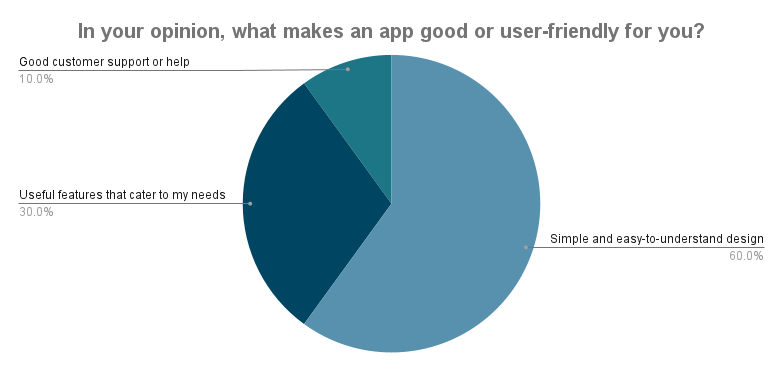 In your opinion, what makes an app good or user-friendly for you?
Good customer support or help
10.0%
Useful features that cater to my needs
30.0%
Simple and easy-to-understand design
60.0%